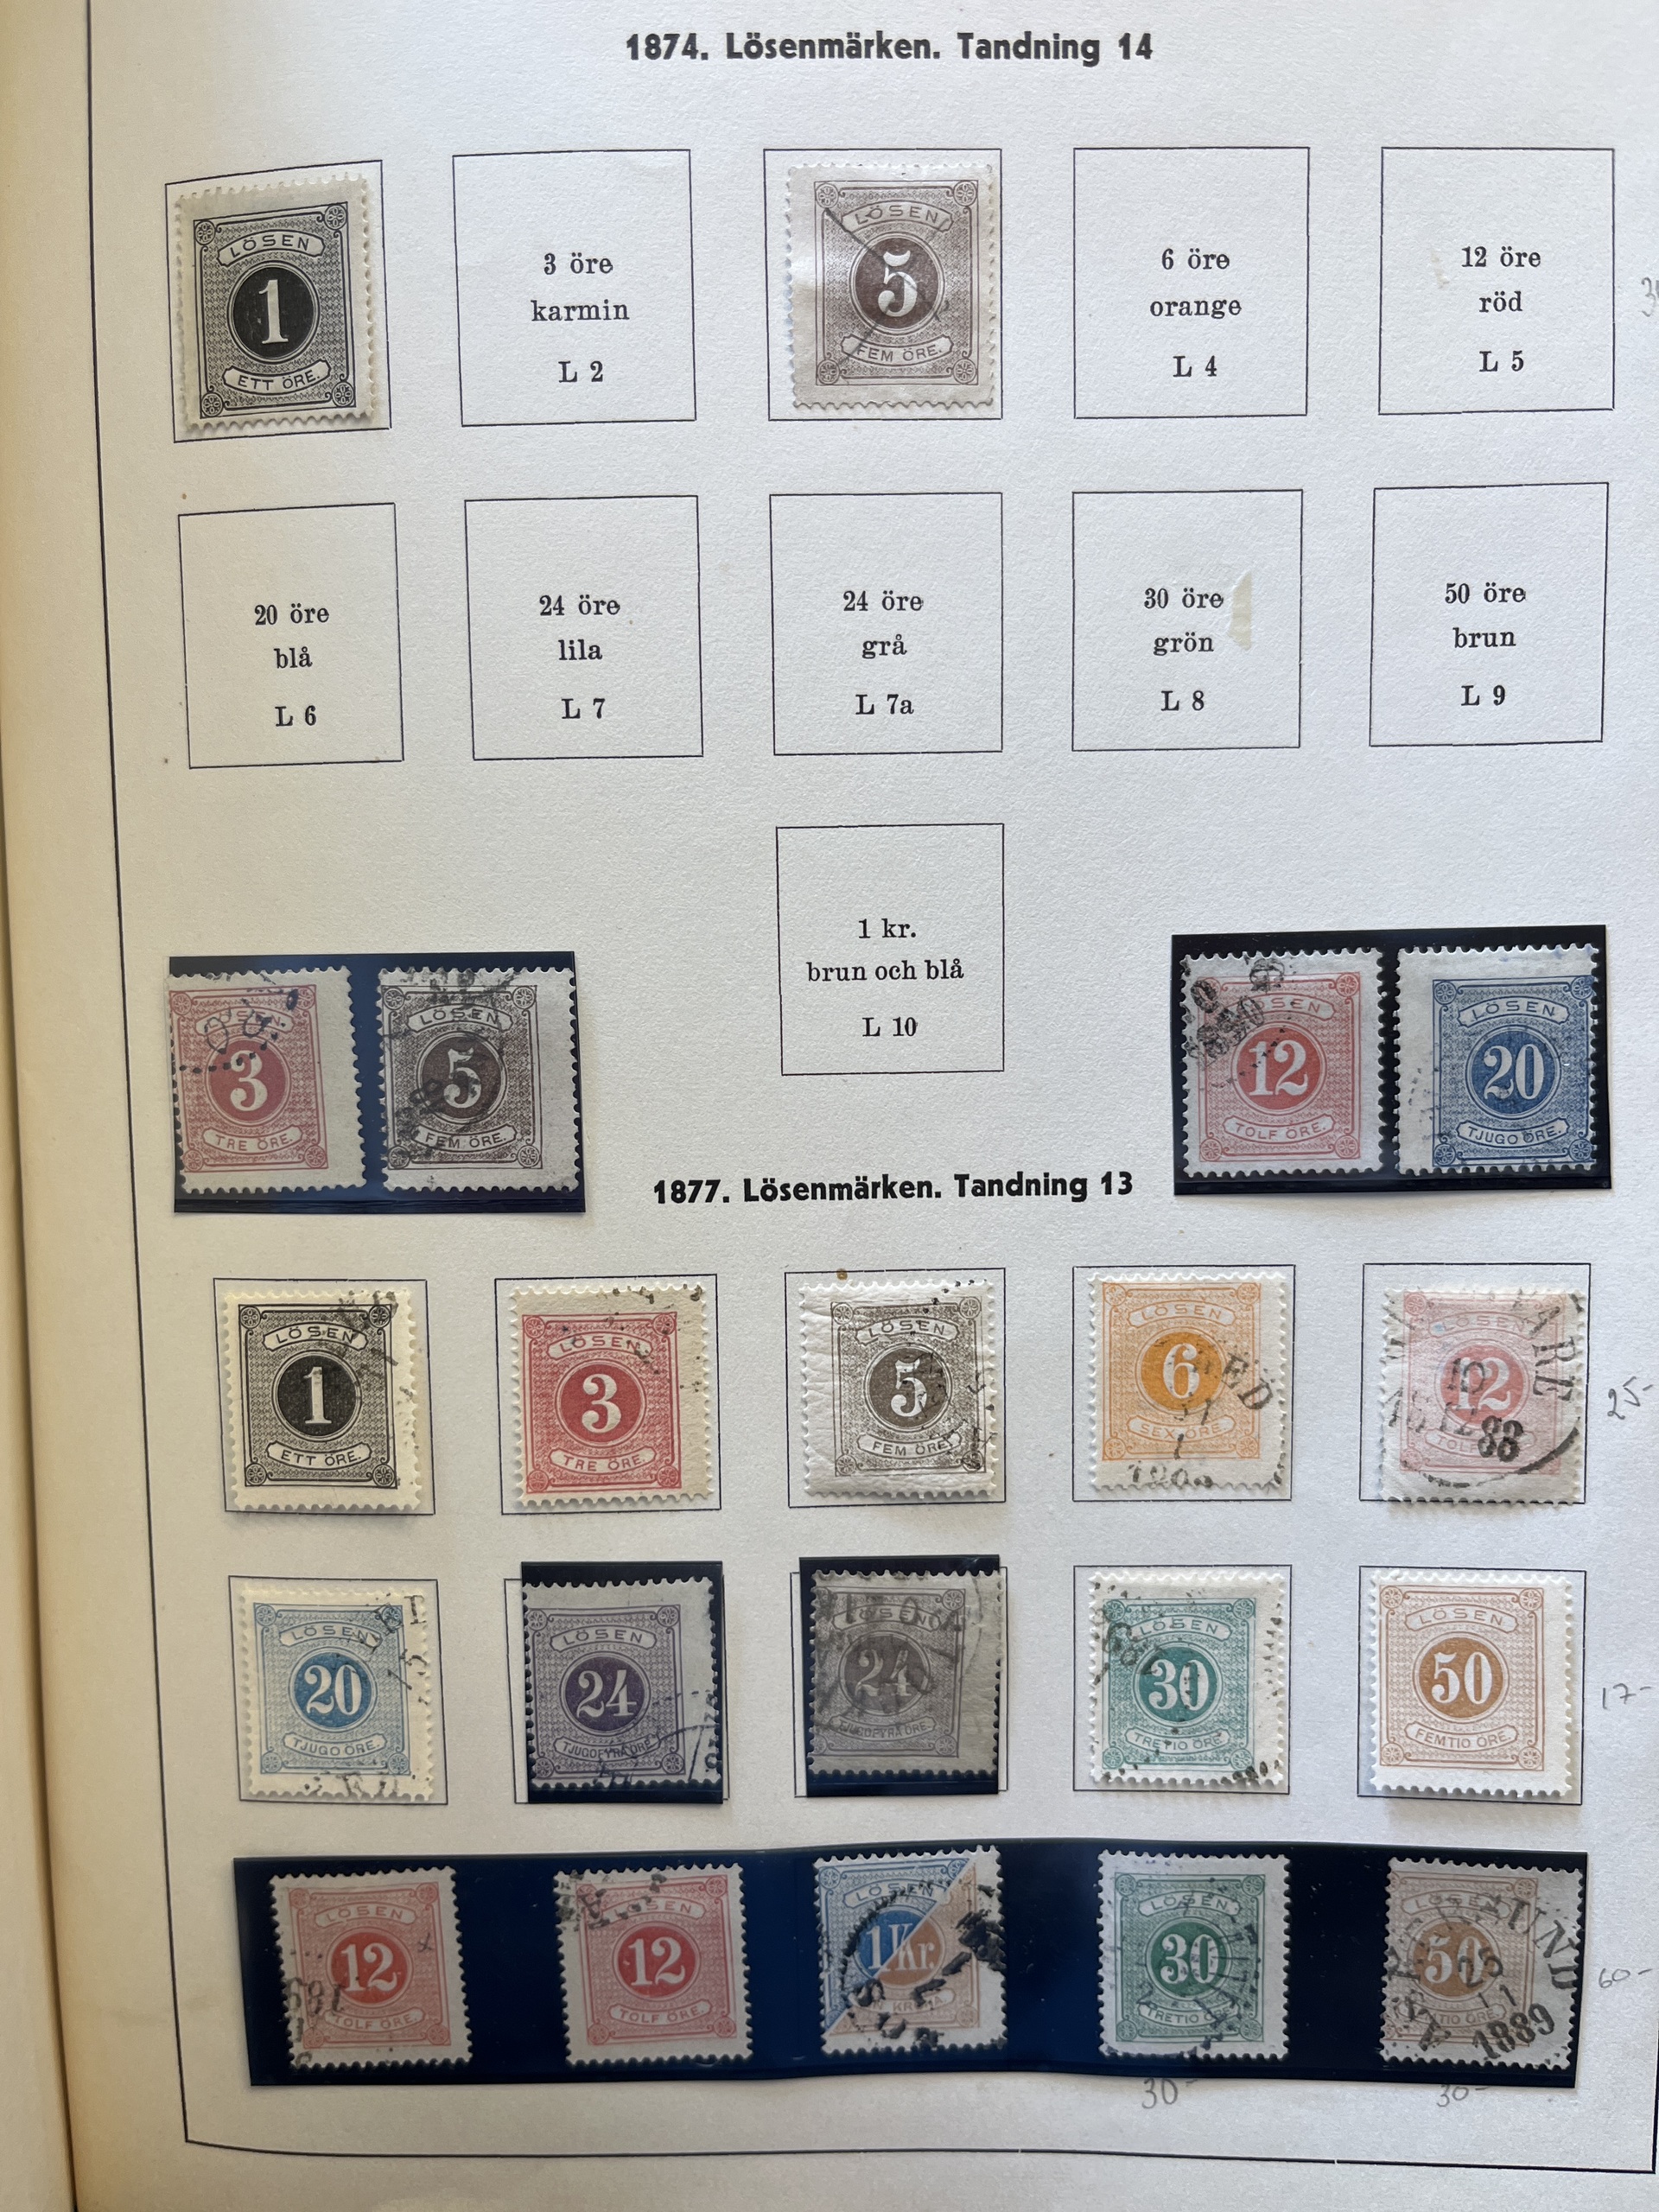 1874. Lösenmärken. Tandning 14
LÖSEN
1
ETT ÖRE.
3 öre
karmin
L 2
LÖSEN
5
FEM ÖRE.
6 öre
orange
L 4
12 öre
röd
L 5
20 öre
blå
L 6
24 öre
lila
L 7
24 öre
grå
L 7a
30 öre
grön
L 8
50 öre
brun
L 9
1 kr.
brun och blå
L 10
LÖSEN
3
TRE ÖRE.
LÖSEN
5
FEM ÖRE.
LÖSEN
12
TOLF ÖRE.
LÖSEN
20
TJUGO ÖRE.
1877. Lösenmärken. Tandning 13
LÖSEN
1
ETT ÖRE.
LÖSEN
3
TRE ÖRE.
LÖSEN
5
FEM ÖRE.
LÖSEN
6
SEX ÖRE.
12
88
25-
LÖSEN
20
TJUGO ÖRE.
LÖSEN
24
TJUGOFYRA ÖRE.
LÖSEN
24
TJUGOFYRA ÖRE.
LÖSEN
30
TRETIO ÖRE.
LÖSEN
50
FEMTIO ÖRE.
17-
LÖSEN
12
TOLF ÖRE.
LÖSEN
12
TOLF ÖRE.
LÖSEN
1 Kr.
LÖSEN
30
TRETIO ÖRE
50
1889
60-
30-
30-